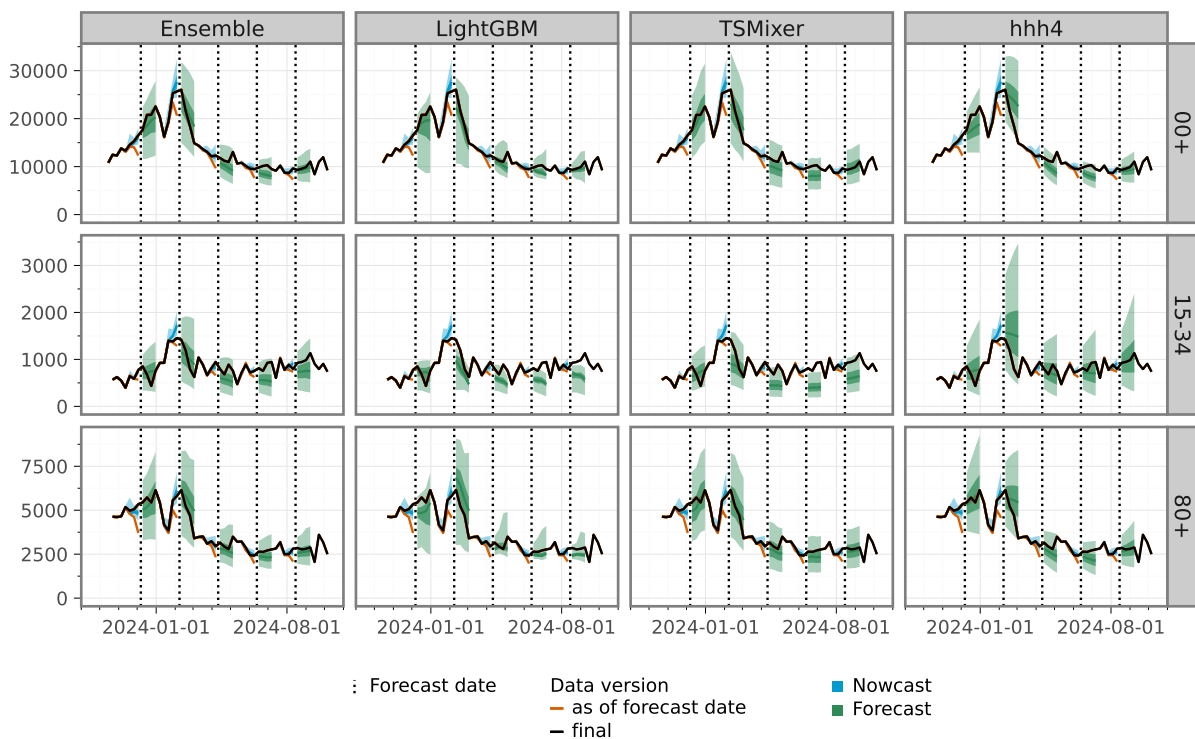 Ensemble LightGBM TSMixer hhh4
30000
20000
10000
0
00+
3000
2000
1000
0
15-34
7500
5000
2500
0
80+
2024-01-01 2024-08-01 2024-01-01 2024-08-01 2024-01-01 2024-08-01 2024-01-01 2024-08-01
Forecast date
Data version
as of forecast date
final
Nowcast
Forecast